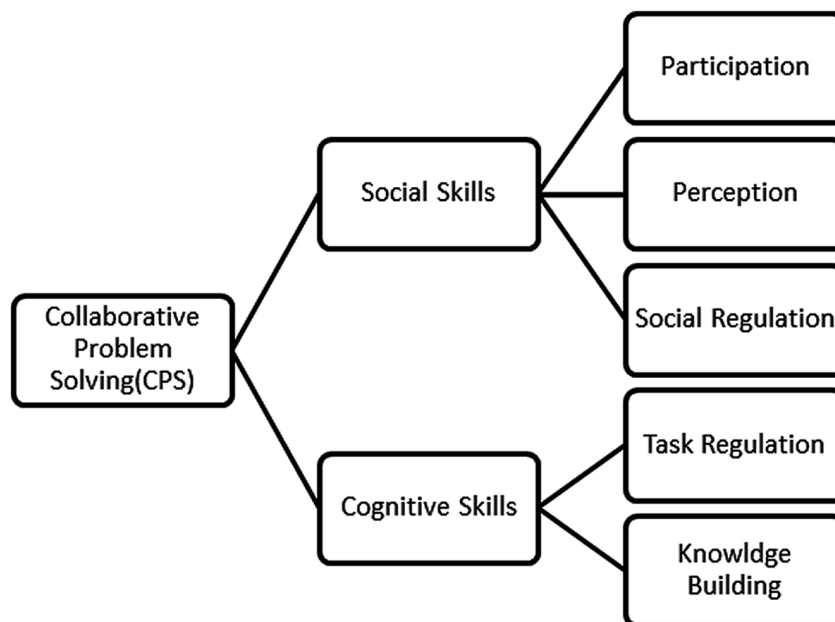 Collaborative
Problem
Solving(CPS)
Social Skills
Cognitive Skills
Participation
Perception
Social Regulation
Task Regulation
Knowldge
Building